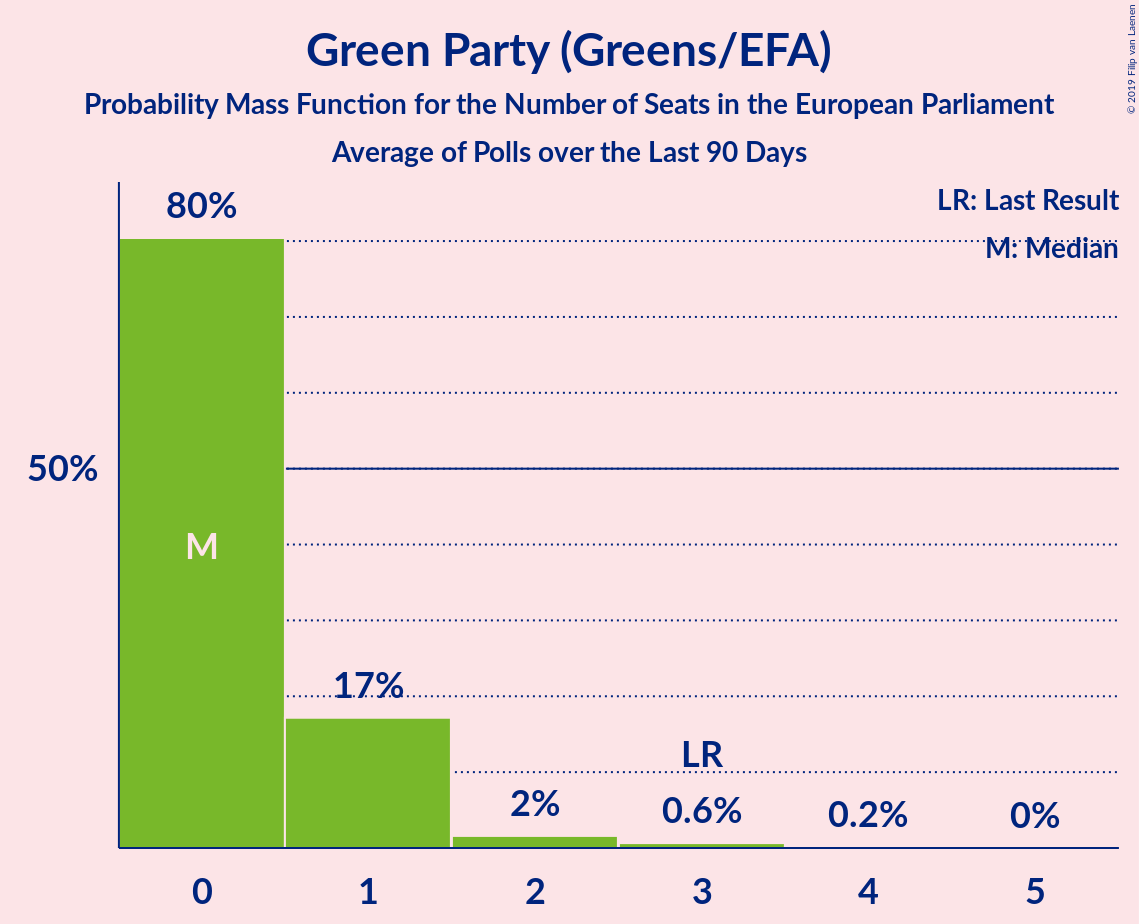 Green Party (Greens/EFA)
Probability Mass Function for the Number of Seats in the European Parliament
Average of Polls over the Last 90 Days
© 2019 Filip van Laenen
LR: Last Result
M: Median
80%
50%
M
17%
LR
2%
0.6%
0.2%
0%
0 1 2 3 4 5